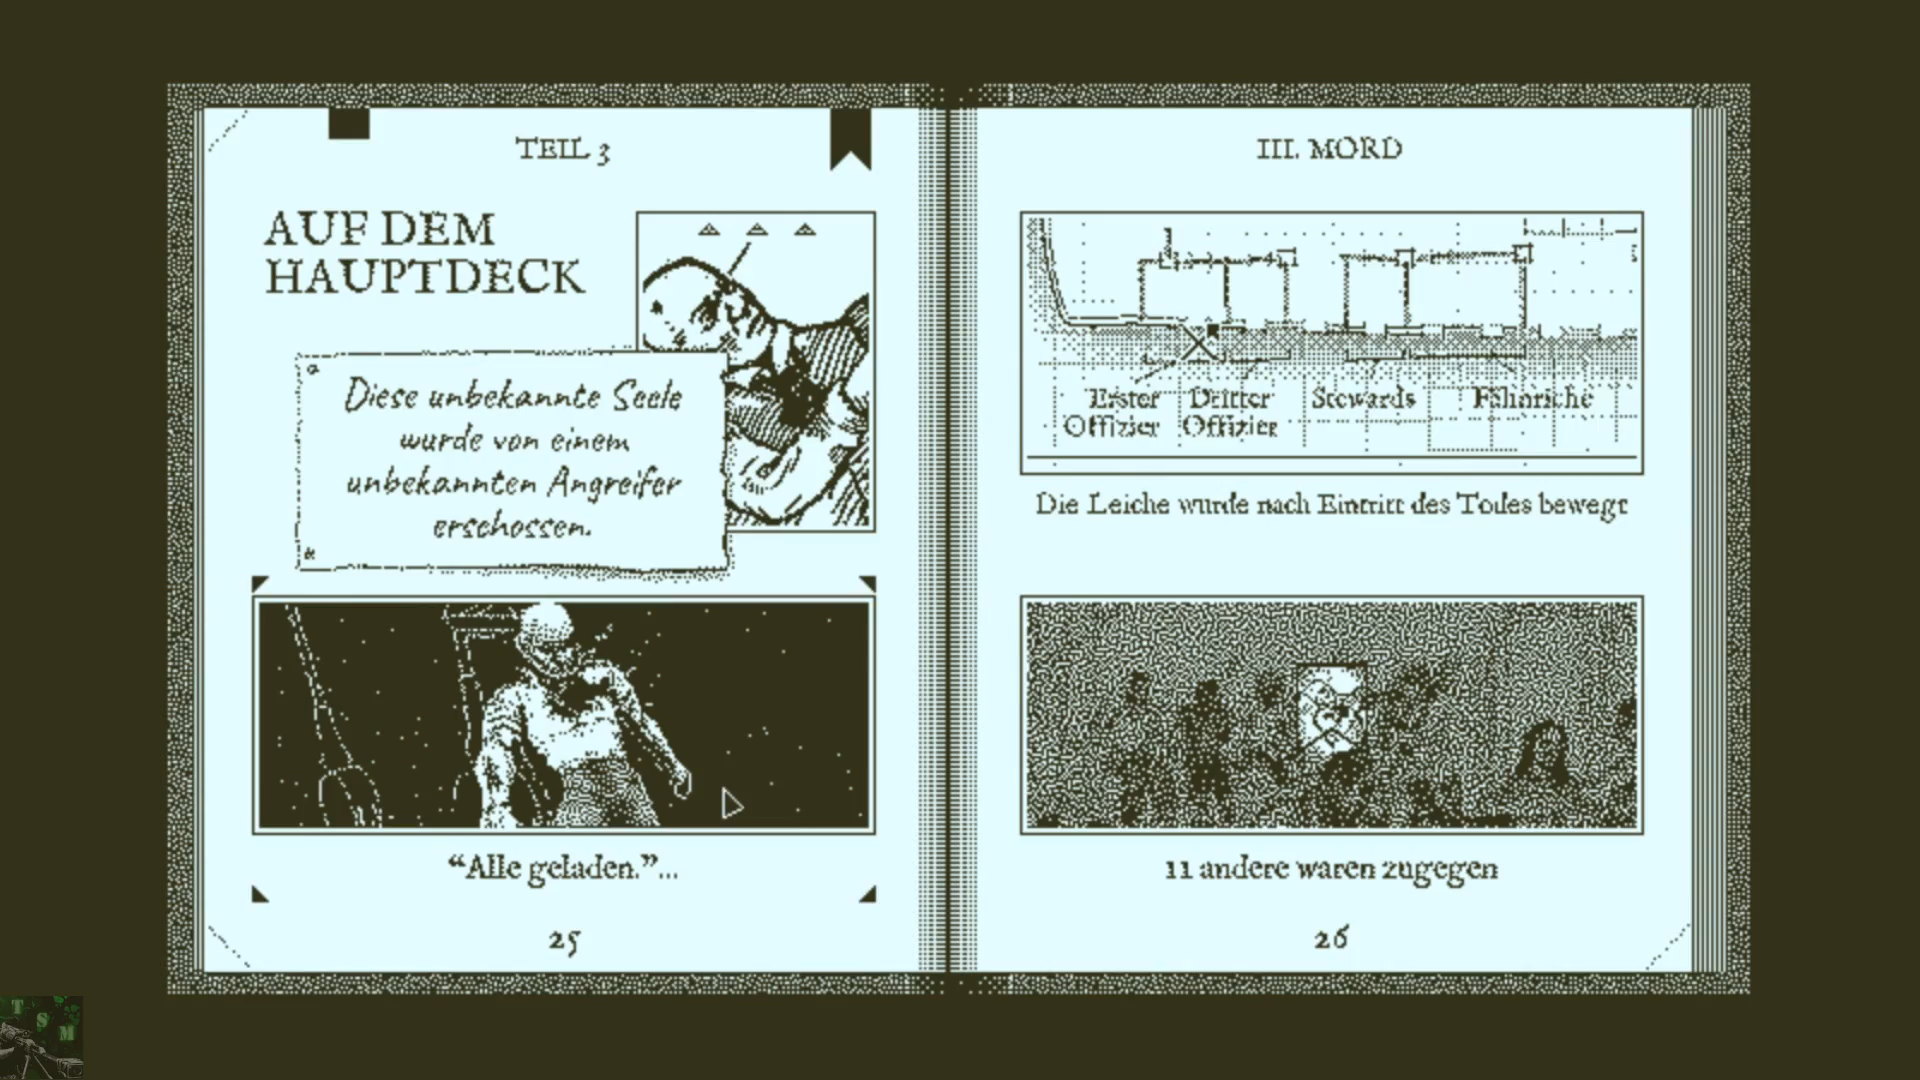 TEIL 3
AUF DEM
HAUPTDECK
Diese unbekannte Seele
wurde von einem
unbekannten Angreifer
erschossen.
“Alle geladen.”...
25
III. MORD
Erster Dritter Stewards Fähnriche
Offizier Offizier
Die Leiche wurde nach Eintritt des Todes bewegt
11 andere waren zugegen
26
T S M